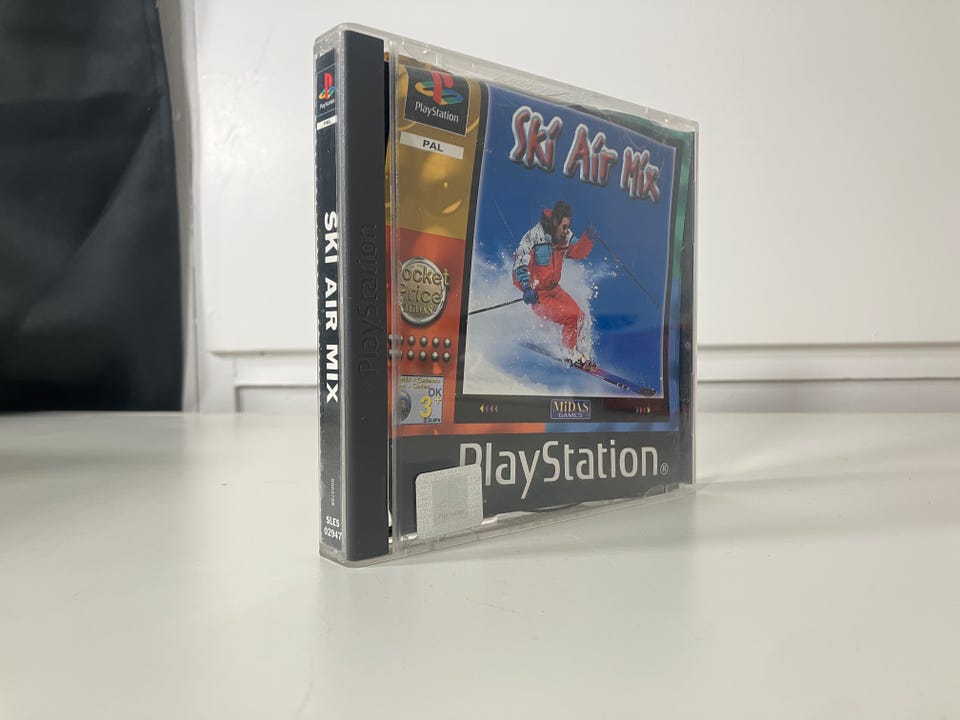 PlayStation
PAL
SKI AIR MIX
SLES
02947
PlayStation
PlayStation
PAL
Ski Air Mix
Pocket
Price
MIDAS
OK
3+
MiDAS
GAMES
PlayStation®